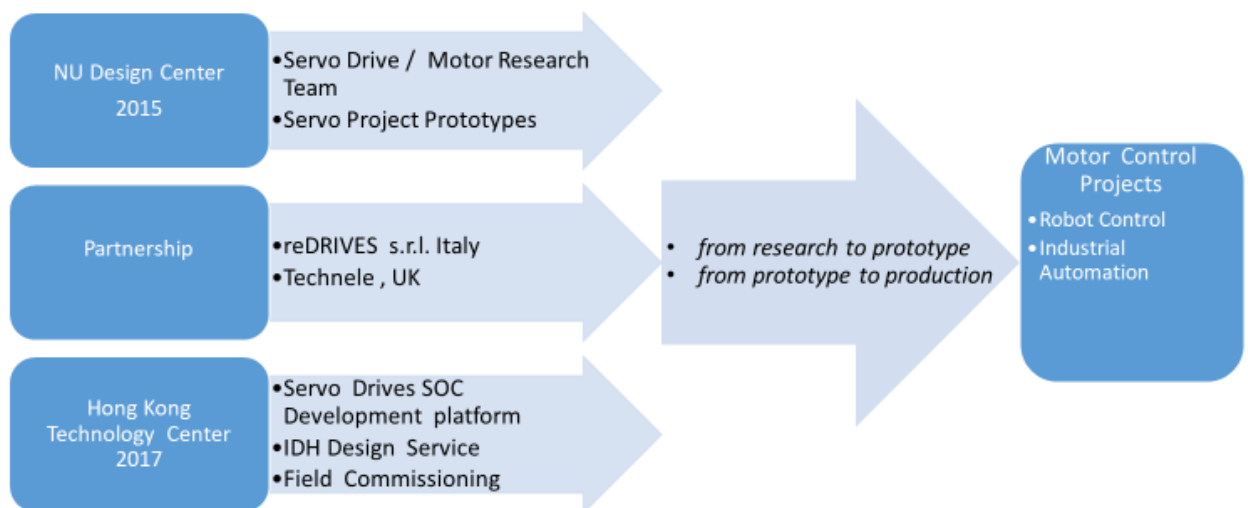 NU Design Center
2015
•Servo Drive / Motor Research
Team
•Servo Project Prototypes
Partnership
•reDRIVES s.r.l. Italy
•Technele , UK
Hong Kong
Technology Center
2017
•Servo Drives SOC
Development platform
•IDH Design Service
•Field Commissioning
• from research to prototype
• from prototype to production
Motor Control
Projects
•Robot Control
•Industrial
Automation